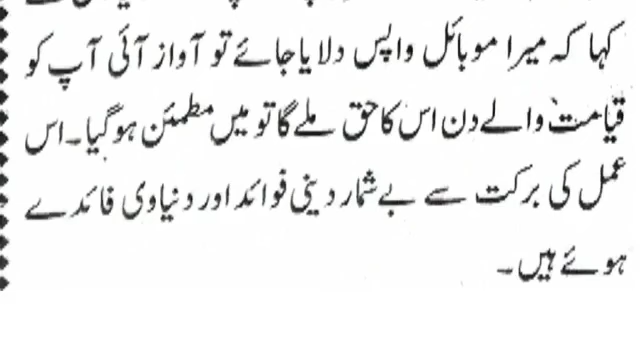 کہا کہ میرا موبائل واپس دلایا جائے تو آواز آئی آپ کو
قیامت والے دن اس کا حق ملے گا تو میں مطمئن ہو گیا۔ اس
عمل کی برکت سے بے شمار دینی فوائد اور دنیاوی فائدے
ہوئے ہیں۔